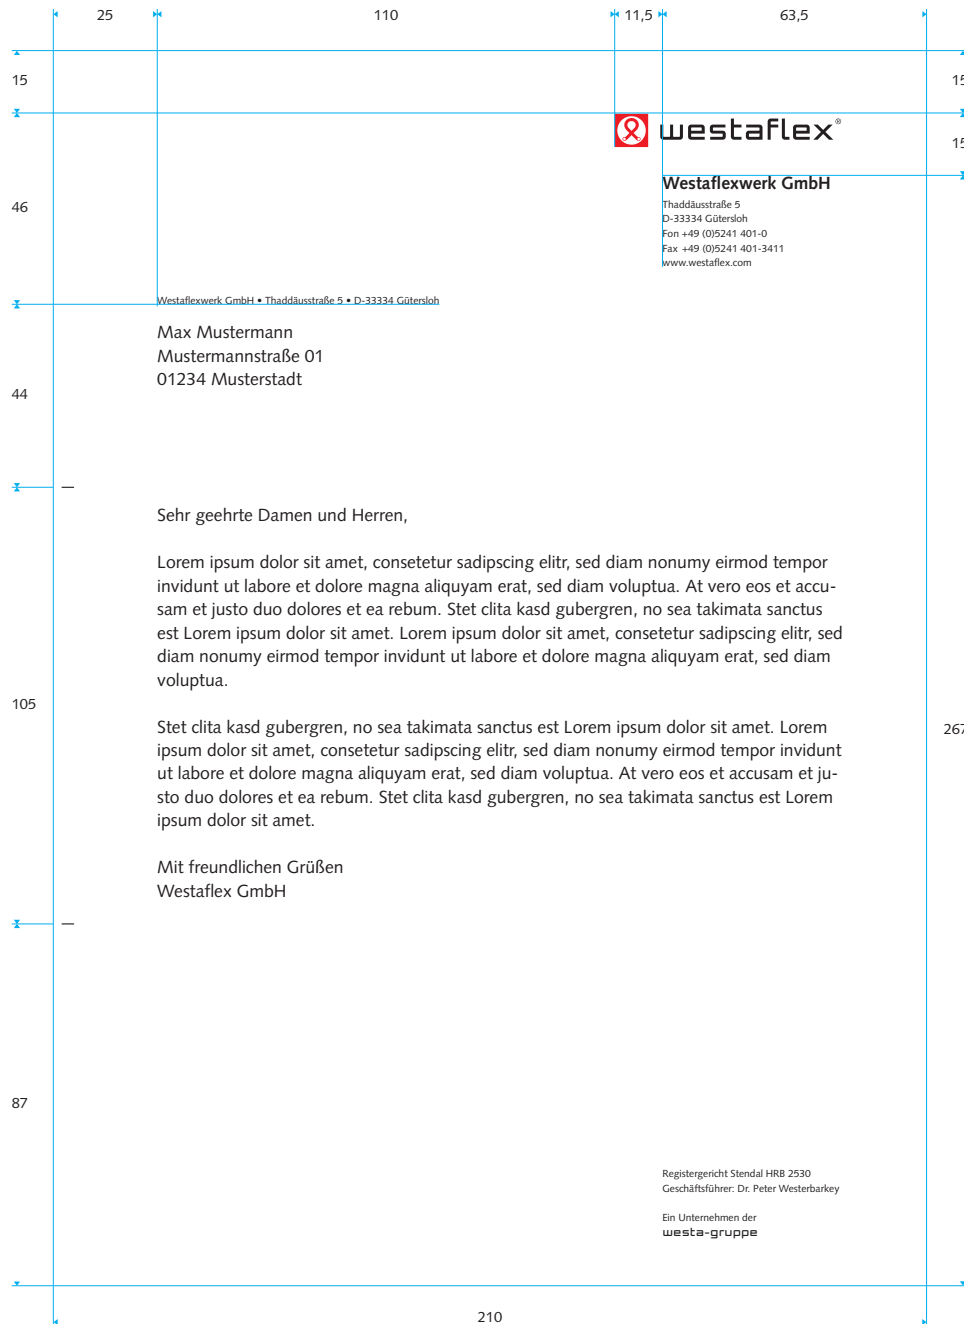 25 110 11,5 63,5
15 15
westaflex®
15
Westaflexwerk GmbH
Thaddäusstraße 5
D-33334 Gütersloh
Fon +49 (0)5241 401-0
Fax +49 (0)5241 401-3411
www.westaflex.com
46
Westaflexwerk GmbH • Thaddäusstraße 5 • D-33334 Gütersloh
Max Mustermann
Mustermannstraße 01
01234 Musterstadt
44
Sehr geehrte Damen und Herren,
Lorem ipsum dolor sit amet, consetetur sadipscing elitr, sed diam nonumy eirmod tempor
invidunt ut labore et dolore magna aliquyam erat, sed diam voluptua. At vero eos et accu-
sam et justo duo dolores et ea rebum. Stet clita kasd gubergren, no sea takimata sanctus
est Lorem ipsum dolor sit amet. Lorem ipsum dolor sit amet, consetetur sadipscing elitr, sed
diam nonumy eirmod tempor invidunt ut labore et dolore magna aliquyam erat, sed diam
voluptua.
105
Stet clita kasd gubergren, no sea takimata sanctus est Lorem ipsum dolor sit amet. Lorem
ipsum dolor sit amet, consetetur sadipscing elitr, sed diam nonumy eirmod tempor invidunt
ut labore et dolore magna aliquyam erat, sed diam voluptua. At vero eos et accusam et ju-
sto duo dolores et ea rebum. Stet clita kasd gubergren, no sea takimata sanctus est Lorem
ipsum dolor sit amet.
267
Mit freundlichen Grüßen
Westaflex GmbH
87
Registergericht Stendal HRB 2530
Geschäftsführer: Dr. Peter Westerbarkey
Ein Unternehmen der
westa-gruppe
210